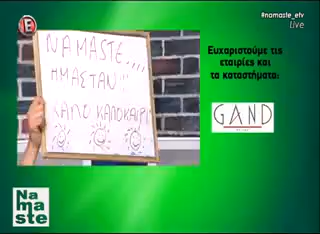 E
#namaste_etv
Live
NAMASTE....
ΗΜΑΣΤΑΝ!!
ΚΑΛΟ ΚΑΛΟΚΑΙΡΙ
Ευχαριστούμε τις
εταιρίες και
τα καταστήματα:
GAND
Na
ma
ste